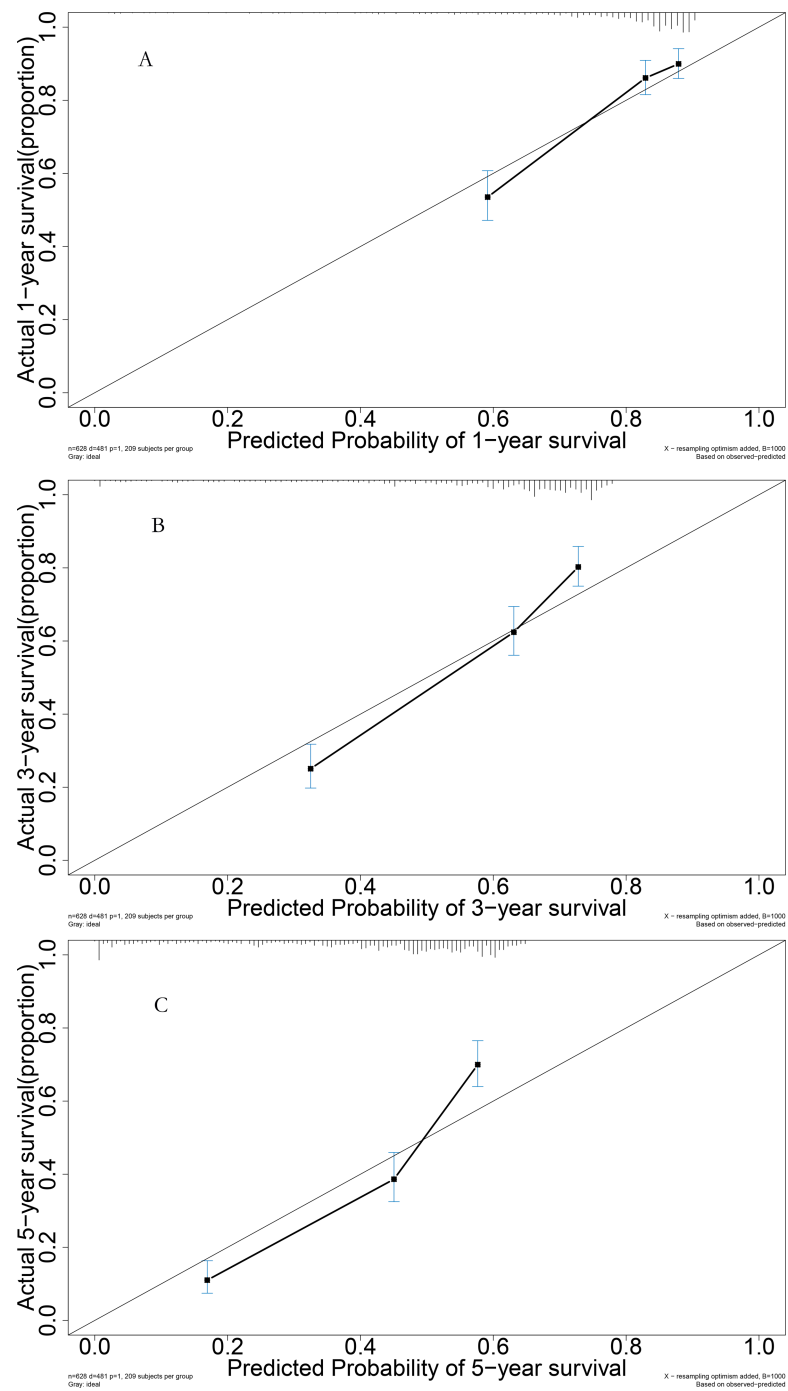 A
Actual 1−year survival(proportion)
1.0
0.8
0.6
0.4
0.2
0.0
0.0 0.2 0.4 0.6 0.8 1.0
Predicted Probability of 1−year survival
n=628 d=481 p=1, 209 subjects per group
Gray: ideal
X − resampling optimism added, B=1000
Based on observed−predicted
B
Actual 3−year survival(proportion)
1.0
0.8
0.6
0.4
0.2
0.0
0.0 0.2 0.4 0.6 0.8 1.0
Predicted Probability of 3−year survival
n=628 d=481 p=1, 209 subjects per group
Gray: ideal
X − resampling optimism added, B=1000
Based on observed−predicted
C
Actual 5−year survival(proportion)
1.0
0.8
0.6
0.4
0.2
0.0
0.0 0.2 0.4 0.6 0.8 1.0
Predicted Probability of 5−year survival
n=628 d=481 p=1, 209 subjects per group
Gray: ideal
X − resampling optimism added, B=1000
Based on observed−predicted